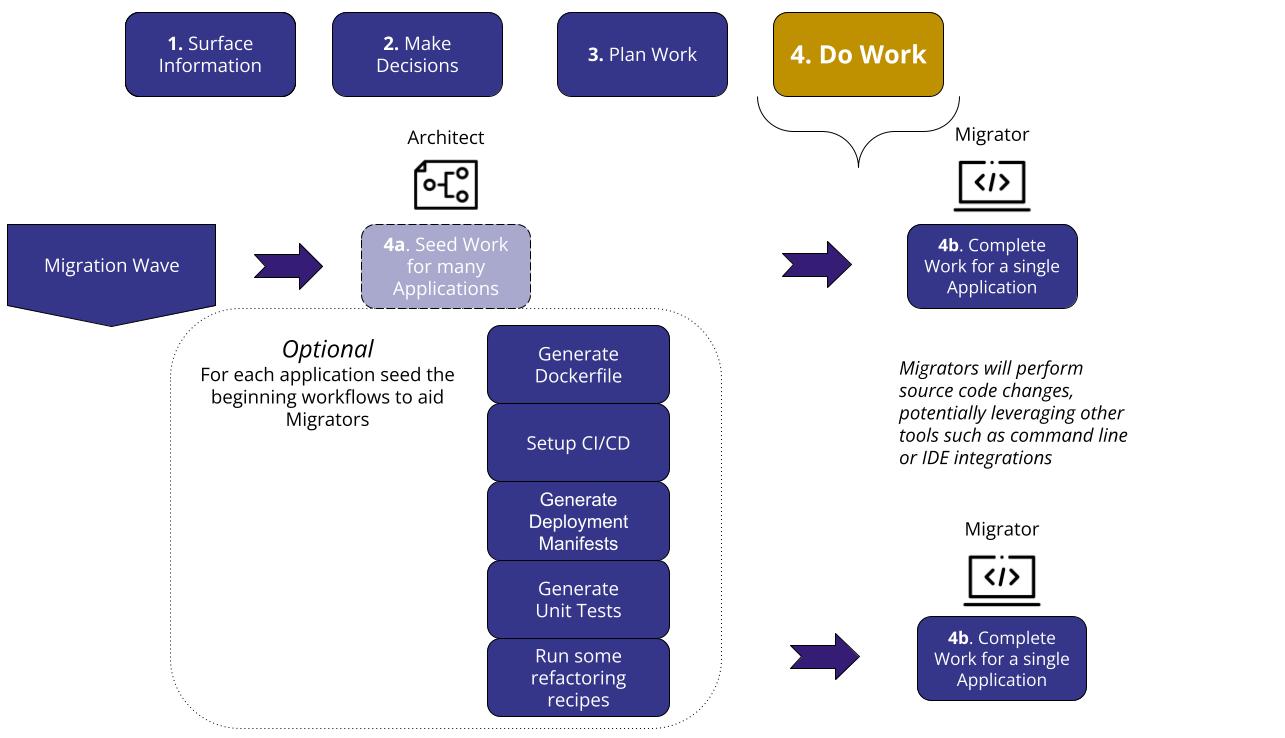 1. Surface
Information
2. Make
Decisions
3. Plan Work
4. Do Work
Architect
Migrator
Migration Wave
4a. Seed Work
for many
Applications
4b. Complete
Work for a single
Application
Optional
For each application seed the
beginning workflows to aid
Migrators
Generate
Dockerfile
Setup CI/CD
Generate
Deployment
Manifests
Generate
Unit Tests
Run some
refactoring
recipes
Migrators will perform
source code changes,
potentially leveraging other
tools such as command line
or IDE integrations
Migrator
4b. Complete
Work for a single
Application